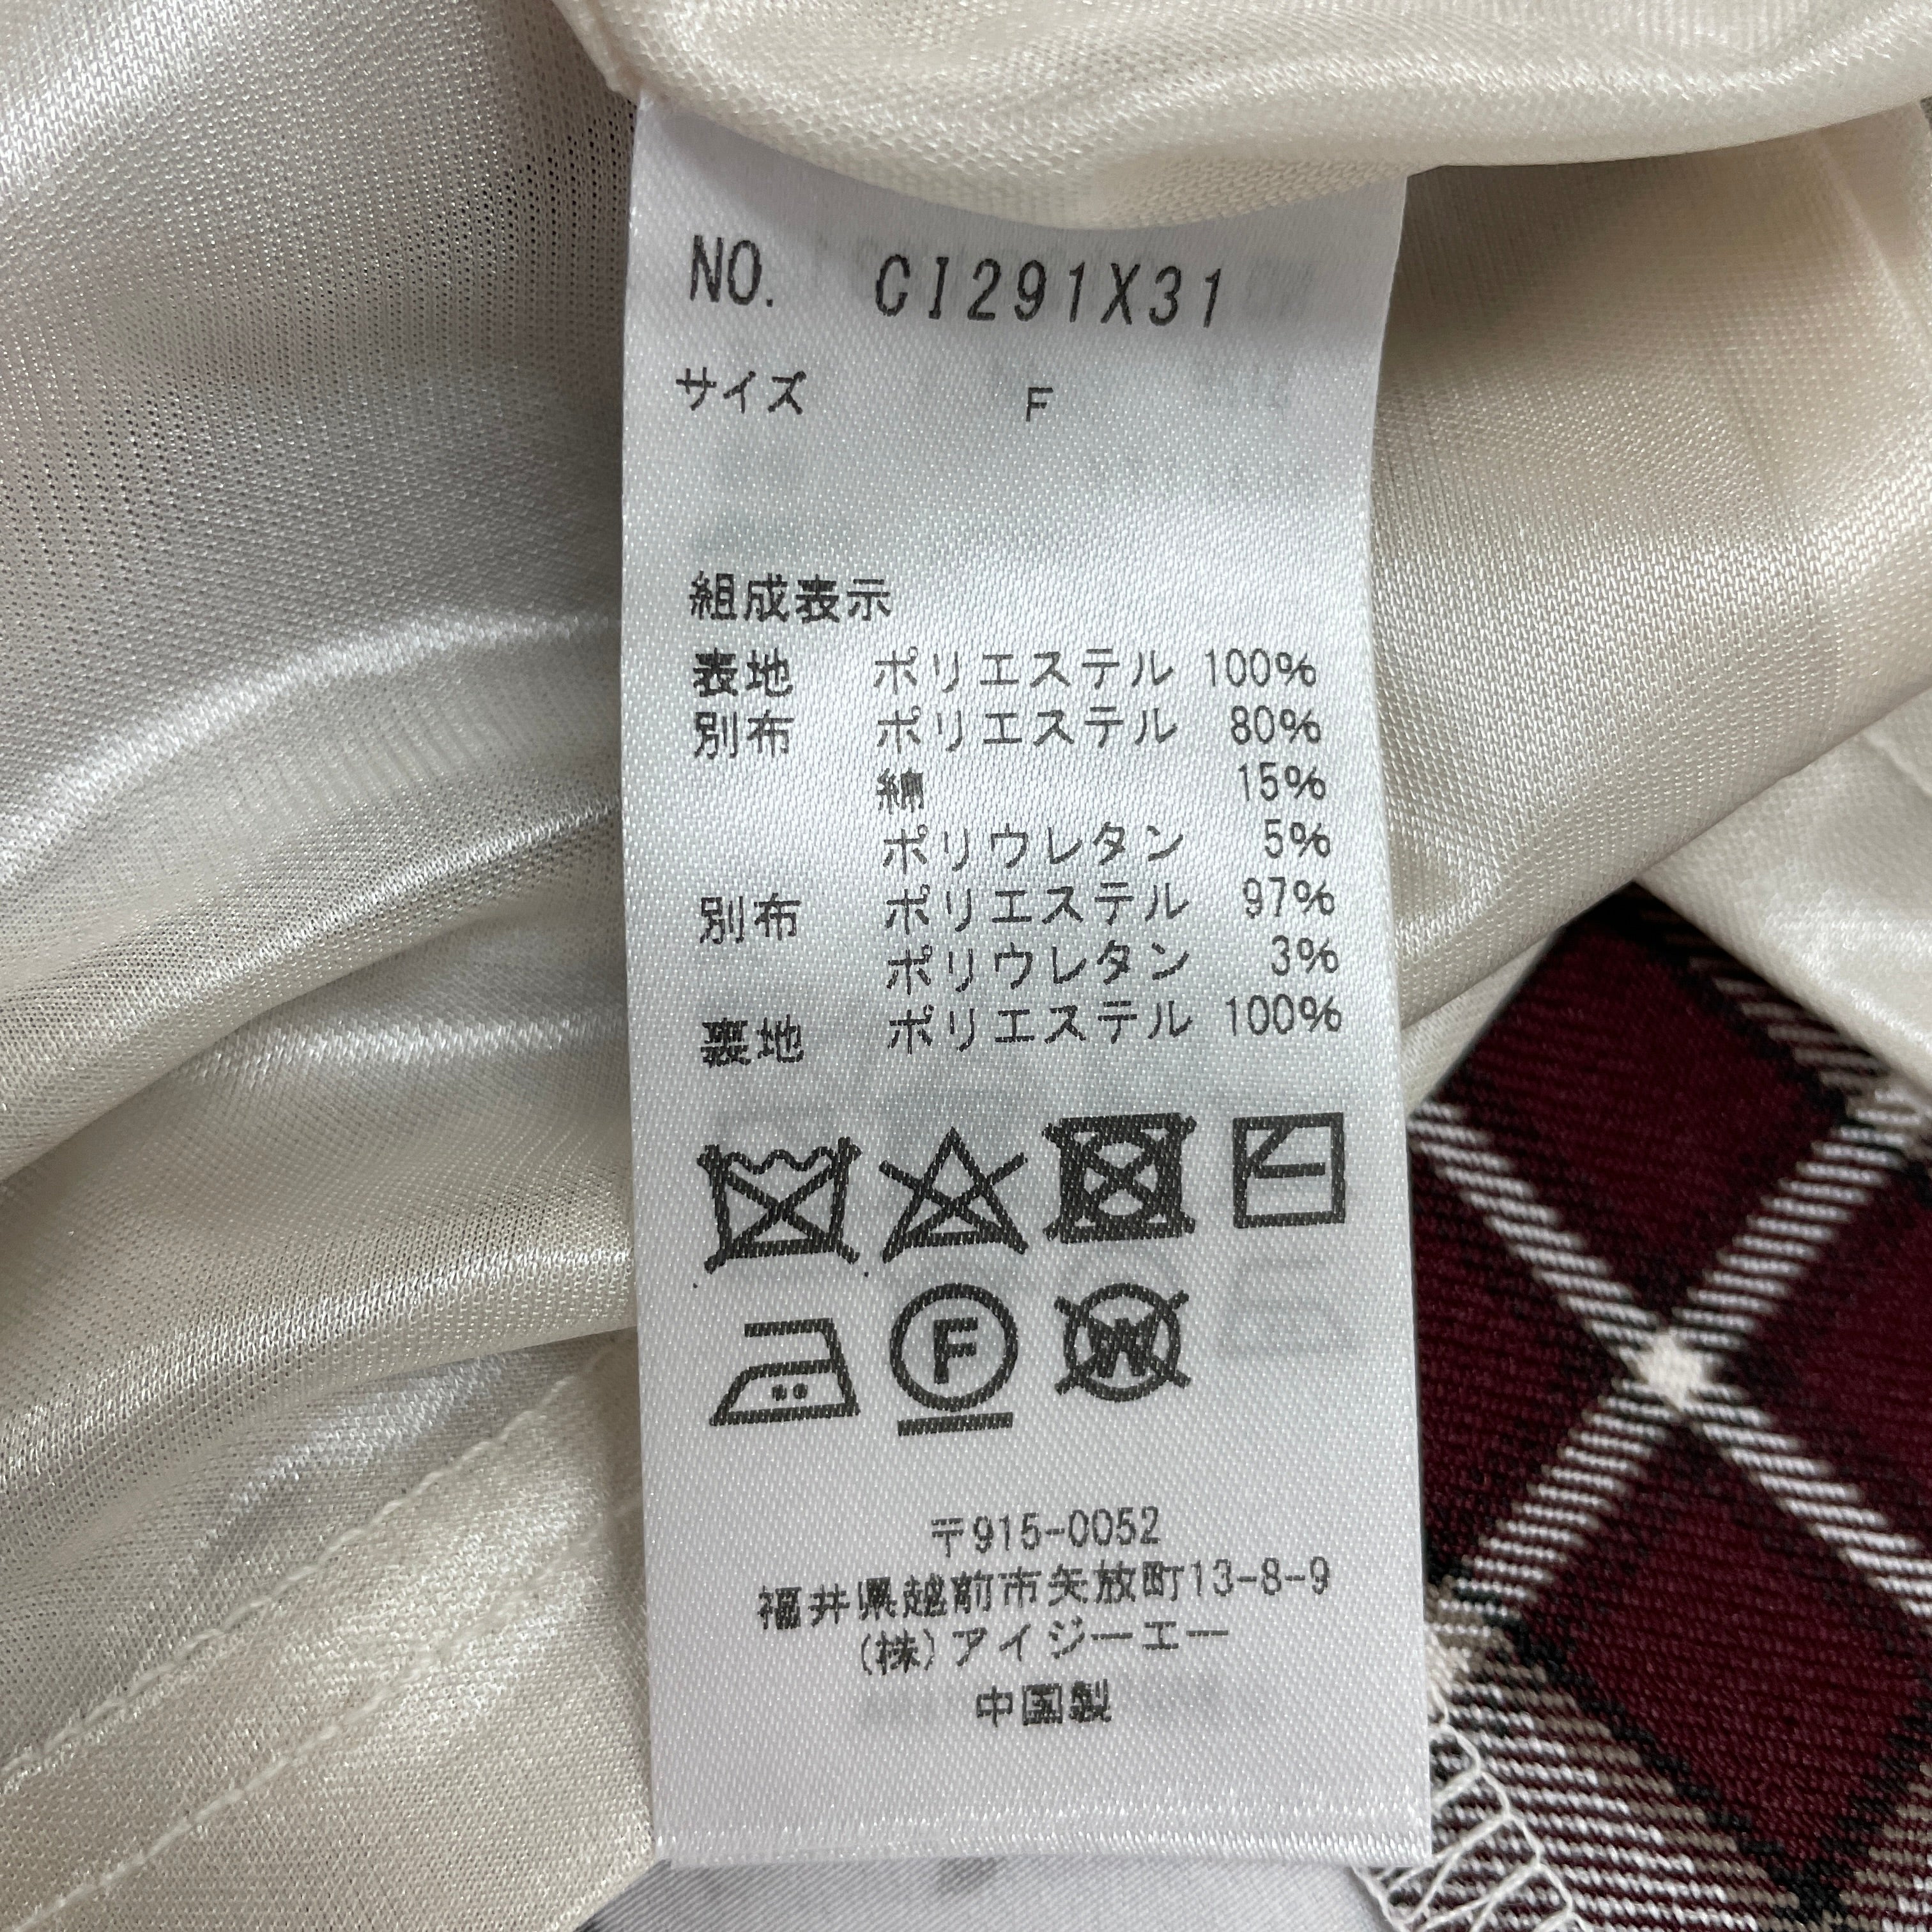 NO. CI291X31
サイズ F
組成表示
表地 ポリエステル 100%
別布 ポリエステル 80%
綿 15%
ポリウレタン 5%
別布 ポリエステル 97%
ポリウレタン 3%
裏地 ポリエステル 100%
F W
〒915-0052
福井県越前市矢放町13-8-9
(株)アイジーエー
中国製